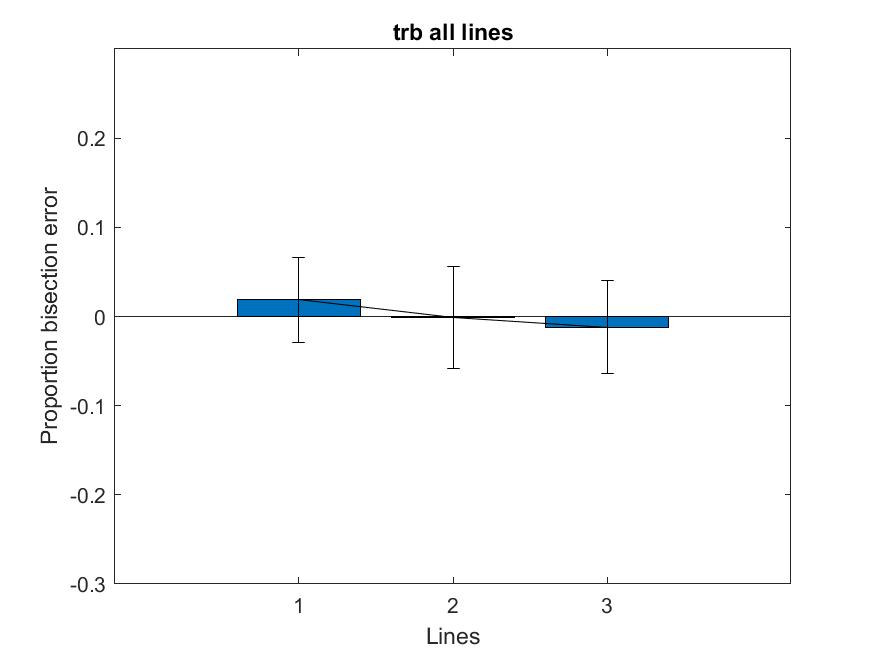 trb all lines
Proportion bisection error
0.2
0.1
0
-0.1
-0.2
-0.3
1 2 3
Lines